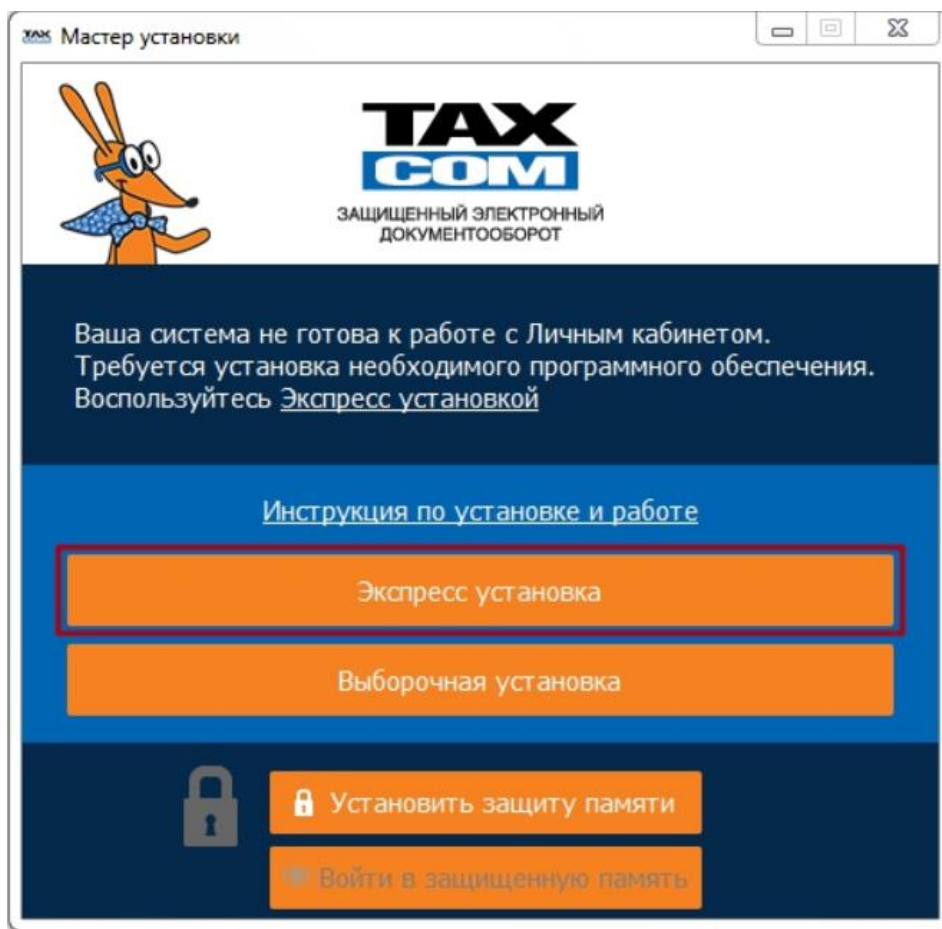 Мастер установки
TAX
COM
ЗАЩИЩЕННЫЙ ЭЛЕКТРОННЫЙ
ДОКУМЕНТООБОРОТ
Ваша система не готова к работе с Личным кабинетом.
Требуется установка необходимого программного обеспечения.
Воспользуйтесь Экспресс установкой
Инструкция по установке и работе
Экспресс установка
Выборочная установка
Установить защиту памяти
Войти в защищенную память